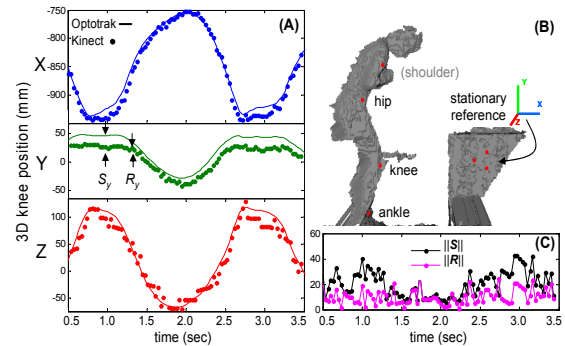 (A)
Optotrak
Kinect
-750
-800
-850
-900
-940
X
50
0
-50
Y
Sy
Ry
100
50
0
-50
Z
3D knee position (mm)
0.5 1.0 1.5 2.0 2.5 3.0 3.5
time (sec)
(B)
(shoulder)
hip
knee
ankle
stationary
reference
Y
X
Z
(C)
||S||
||R||
60
40
20
0
0.5 1.0 1.5 2.0 2.5 3.0 3.5
time (sec)